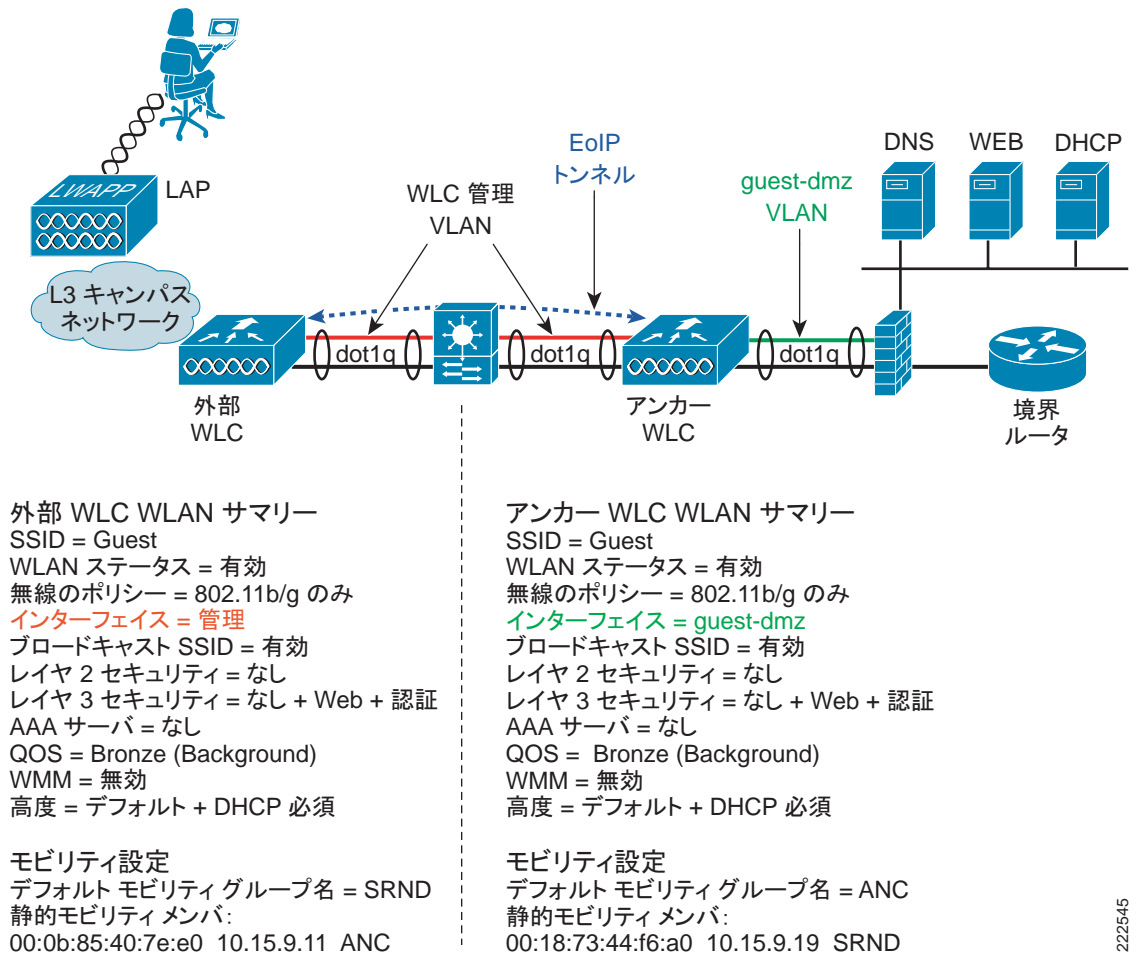 LWAPP
LAP
L3 キャンパス
ネットワーク
WLC 管理
VLAN
EoIP
トンネル
guest-dmz
VLAN
DNS
WEB
DHCP
dot1q
dot1q
dot1q
外部
WLC
アンカー
WLC
境界
ルータ
外部 WLC WLAN サマリー
SSID = Guest
WLAN ステータス = 有効
無線のポリシー = 802.11b/g のみ
インターフェイス = 管理
ブロードキャスト SSID = 有効
レイヤ 2 セキュリティ = なし
レイヤ 3 セキュリティ = なし + Web + 認証
AAA サーバ = なし
QOS = Bronze (Background)
WMM = 無効
高度 = デフォルト + DHCP 必須
モビリティ設定
デフォルト モビリティ グループ名 = SRND
静的モビリティ メンバ:
00:0b:85:40:7e:e0 10.15.9.11 ANC
アンカー WLC WLAN サマリー
SSID = Guest
WLAN ステータス = 有効
無線のポリシー = 802.11b/g のみ
インターフェイス = guest-dmz
ブロードキャスト SSID = 有効
レイヤ 2 セキュリティ = なし
レイヤ 3 セキュリティ = なし + Web + 認証
AAA サーバ = なし
QOS = Bronze (Background)
WMM = 無効
高度 = デフォルト + DHCP 必須
モビリティ設定
デフォルト モビリティ グループ名 = ANC
静的モビリティ メンバ:
00:18:73:44:f6:a0 10.15.9.19 SRND
222545